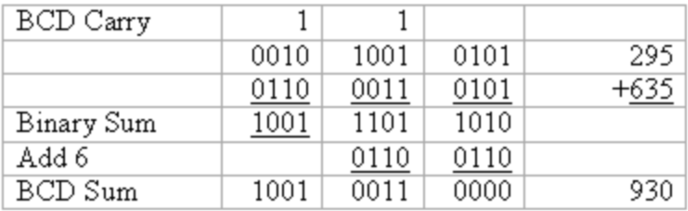 BCD Carry 1 1
0010 1001 0101 295
0110 0011 0101 +635
Binary Sum 1001 1101 1010
Add 6 0110 0110
BCD Sum 1001 0011 0000 930